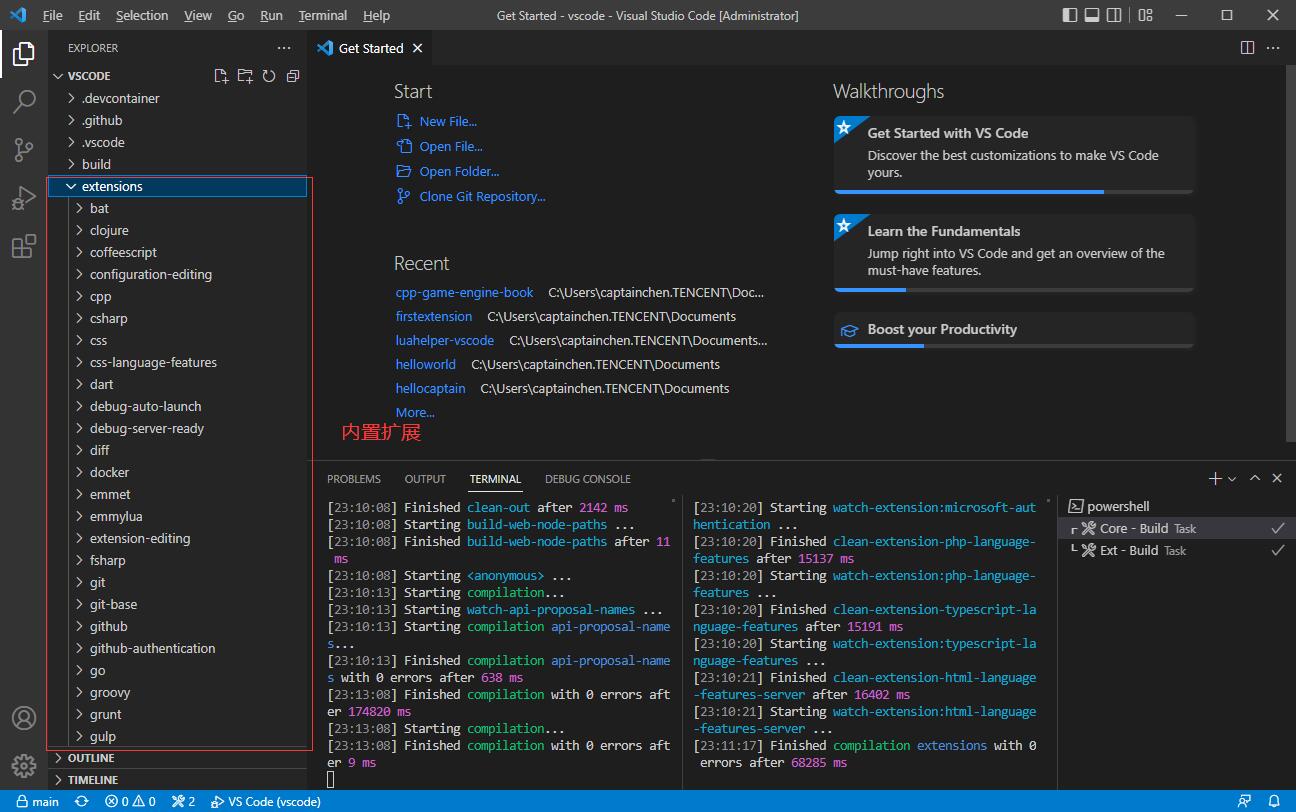 File Edit Selection View Go Run Terminal Help
Get Started - vscode - Visual Studio Code [Administrator]
EXPLORER
VSCODE
.devcontainer
.github
.vscode
build
extensions
bat
clojure
coffeescript
configuration-editing
cpp
csharp
css
css-language-features
dart
debug-auto-launch
debug-server-ready
diff
docker
emmet
emmylua
extension-editing
fsharp
git
git-base
github
github-authentication
go
groovy
grunt
gulp
OUTLINE
TIMELINE
Get Started
Start
New File...
Open File...
Open Folder...
Clone Git Repository...
Recent
cpp-game-engine-book C:\Users\captainchen.TENCENT\Doc...
firstextension C:\Users\captainchen.TENCENT\Documents
luahelper-vscode C:\Users\captainchen.TENCENT\Documents...
helloworld C:\Users\captainchen.TENCENT\Documents
hellocaptain C:\Users\captainchen.TENCENT\Documents
More...
内置扩展
Walkthroughs
Get Started with VS Code
Discover the best customizations to make VS Code
yours.
Learn the Fundamentals
Jump right into VS Code and get an overview of the
must-have features.
Boost your Productivity
PROBLEMS OUTPUT TERMINAL DEBUG CONSOLE
[23:10:08] Finished clean-out after 2142 ms
[23:10:08] Starting build-web-node-paths ...
[23:10:08] Finished build-web-node-paths after 11
ms
[23:10:08] Starting <anonymous> ...
[23:10:13] Starting compilation...
[23:10:13] Starting watch-api-proposal-names ...
[23:10:13] Starting compilation api-proposal-name
s...
[23:10:13] Finished compilation api-proposal-name
s with 0 errors after 638 ms
[23:13:08] Finished compilation with 0 errors aft
er 174820 ms
[23:13:08] Starting compilation...
[23:13:08] Finished compilation with 0 errors aft
er 9 ms
[23:10:20] Starting watch-extension:microsoft-aut
hentication ...
[23:10:20] Finished clean-extension-php-language-
features after 15137 ms
[23:10:20] Starting watch-extension:php-language-
features ...
[23:10:20] Finished clean-extension-typescript-la
nguage-features after 15191 ms
[23:10:20] Starting watch-extension:typescript-la
nguage-features ...
[23:10:21] Finished clean-extension-html-language
-features-server after 16402 ms
[23:10:21] Starting watch-extension:html-language
-features-server ...
[23:11:17] Finished compilation extensions with 0
errors after 68285 ms
powershell
Core - Build Task
Ext - Build Task
main 0 0 2 VS Code (vscode)